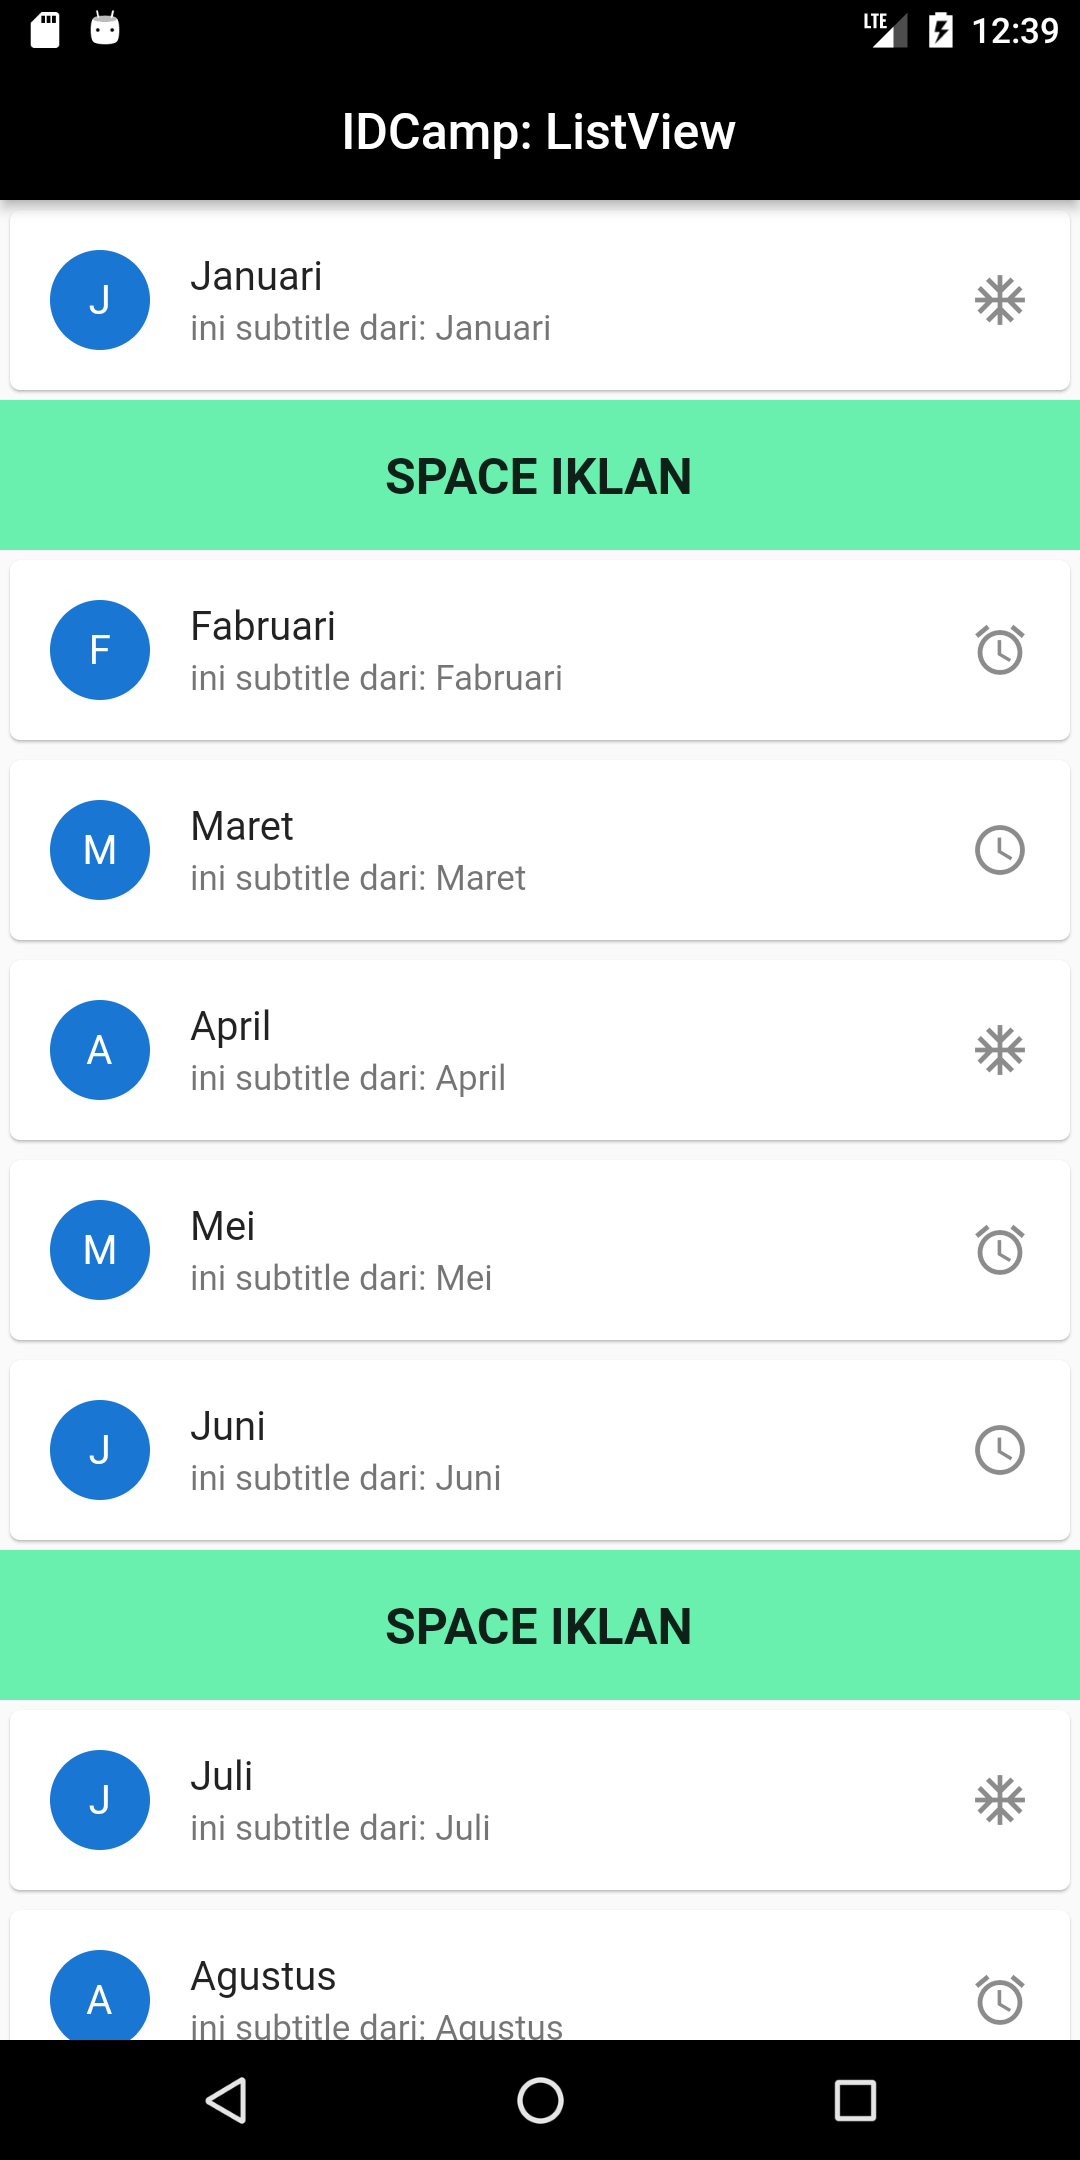 LTE 12:39
IDCamp: ListView
J
Januari
ini subtitle dari: Januari
SPACE IKLAN
F
Fabruari
ini subtitle dari: Fabruari
M
Maret
ini subtitle dari: Maret
A
April
ini subtitle dari: April
M
Mei
ini subtitle dari: Mei
J
Juni
ini subtitle dari: Juni
SPACE IKLAN
J
Juli
ini subtitle dari: Juli
A
Agustus
ini subtitle dari: Agustus